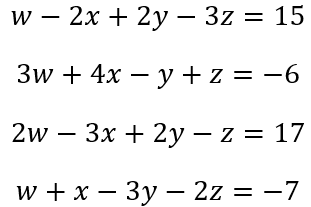 w − 2x + 2y − 3z = 15
3w + 4x − y + z = −6
2w − 3x + 2y − z = 17
w + x − 3y − 2z = −7